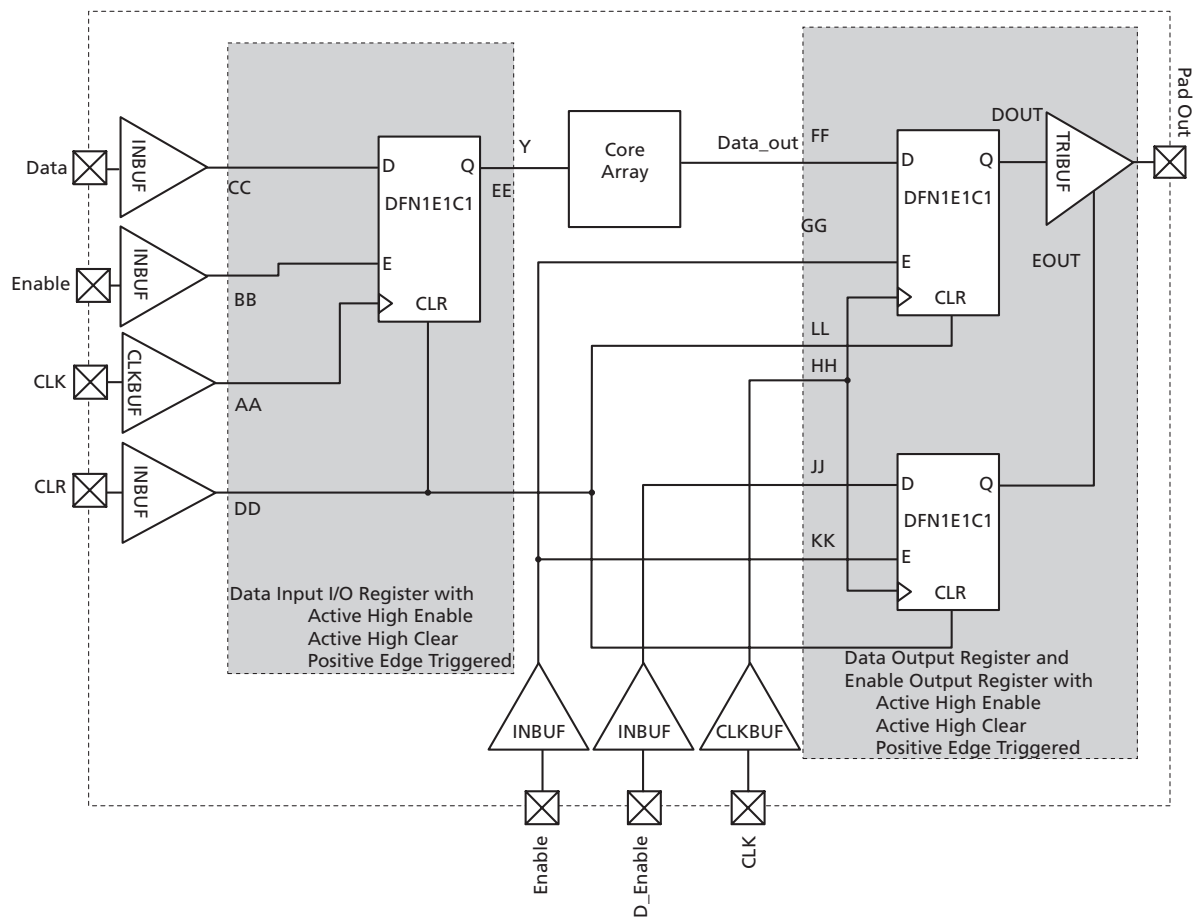 Data
INBUF
CC
Enable
INBUF
BB
CLK
CLKBUF
AA
CLR
INBUF
DD
D
Q
DFN1E1C1
E
CLR
Y
EE
Core
Array
Data_out
FF
GG
LL
HH
JJ
KK
D
Q
DFN1E1C1
E
CLR
DOUT
TRIBUF
EOUT
Pad Out
D
Q
DFN1E1C1
E
CLR
Data Input I/O Register with
Active High Enable
Active High Clear
Positive Edge Triggered
Data Output Register and
Enable Output Register with
Active High Enable
Active High Clear
Positive Edge Triggered
INBUF
INBUF
CLKBUF
Enable
D_Enable
CLK